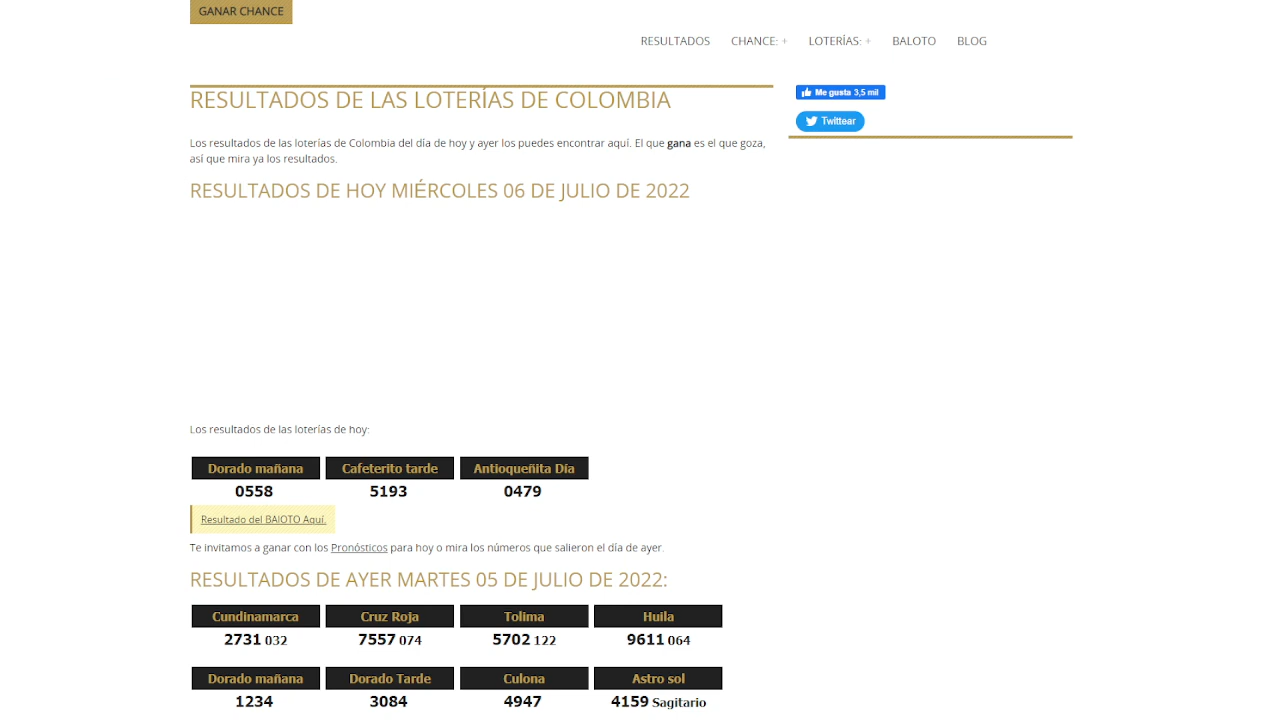 GANAR CHANCE
RESULTADOS CHANCE: + LOTERÍAS: + BALOTO BLOG
RESULTADOS DE LAS LOTERÍAS DE COLOMBIA
Me gusta 3,5 mil
Twittear
Los resultados de las loterías de Colombia del día de hoy y ayer los puedes encontrar aquí. El que gana es el que goza,
así que mira ya los resultados.
RESULTADOS DE HOY MIÉRCOLES 06 DE JULIO DE 2022
Los resultados de las loterías de hoy:
Dorado mañana Cafeterito tarde Antioqueñita Día
0558 5193 0479
Resultado del BAlOTO Aquí.
Te invitamos a ganar con los Pronósticos para hoy o mira los números que salieron el día de ayer.
RESULTADOS DE AYER MARTES 05 DE JULIO DE 2022:
Cundinamarca Cruz Roja Tolima Huila
2731 032 7557 074 5702 122 9611 064
Dorado mañana Dorado Tarde Culona Astro sol
1234 3084 4947 4159 Sagitario